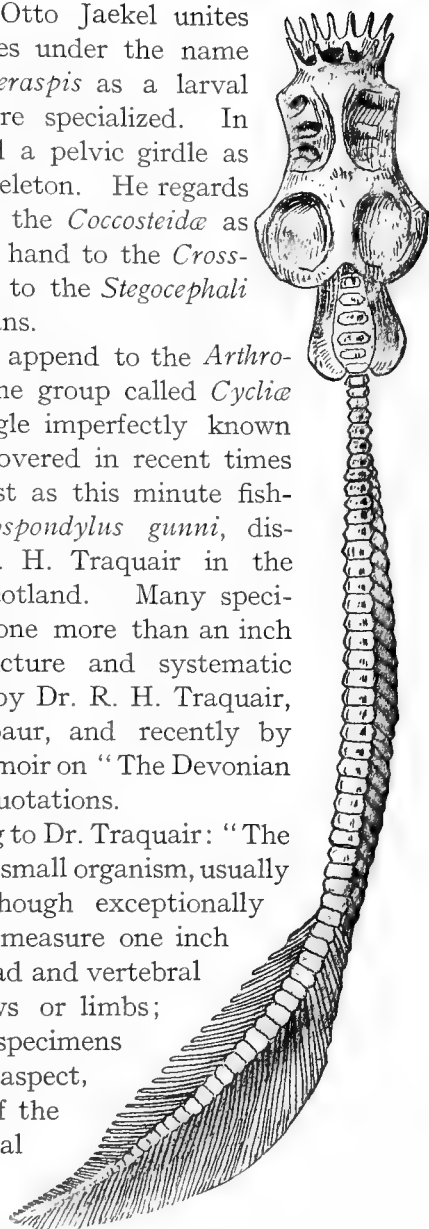 Otto Jaekel unites
es under the name
eraspis as a larval
re specialized. In
l a pelvic girdle as
eleton. He regards
the Coccosteidæ as
hand to the Cross-
to the Stegocephali
ns.
append to the Arthro-
ne group called Cycliæ
gle imperfectly known
overed in recent times
st as this minute fish-
ospondylus gunni, dis-
. H. Traquair in the
cotland. Many speci-
one more than an inch
cture and systematic
by Dr. R. H. Traquair,
paur, and recently by
moir on "The Devonian
uotations.
g to Dr. Traquair: "The
small organism, usually
hough exceptionally
measure one inch
ad and vertebral
ws or limbs;
specimens
aspect,
f the
al